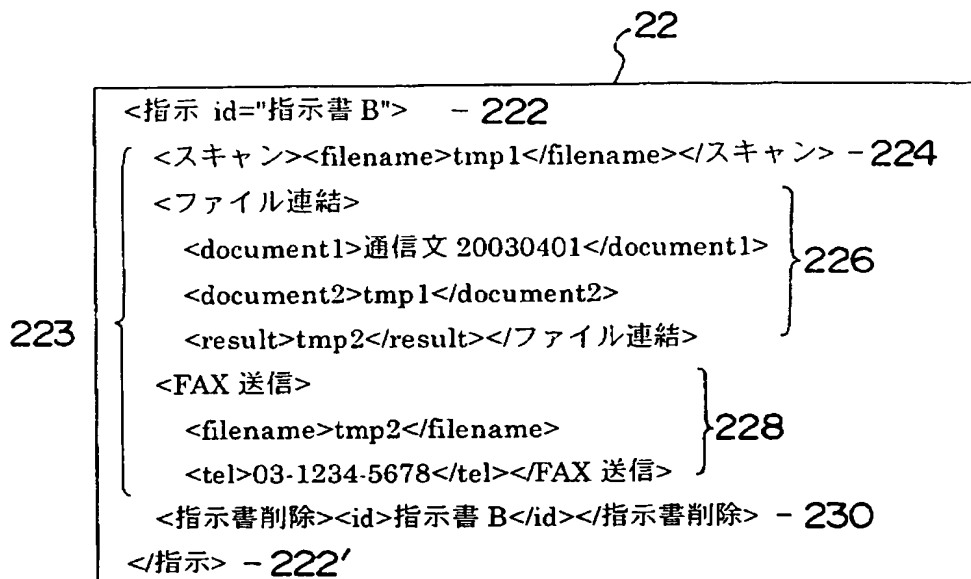 22
<指示 id="指示書 B"> - 222
<スキャン><filename>tmp1</filename></スキャン> - 224
<ファイル連結>
<document1>通信文 20030401</document1>
226
<document2>tmp1</document2>
223
<result>tmp2</result></ファイル連結>
<FAX 送信>
<filename>tmp2</filename>
228
<tel>03-1234-5678</tel></FAX 送信>
<指示書削除><id>指示書 B</id></指示書削除> - 230
</指示> - 222'